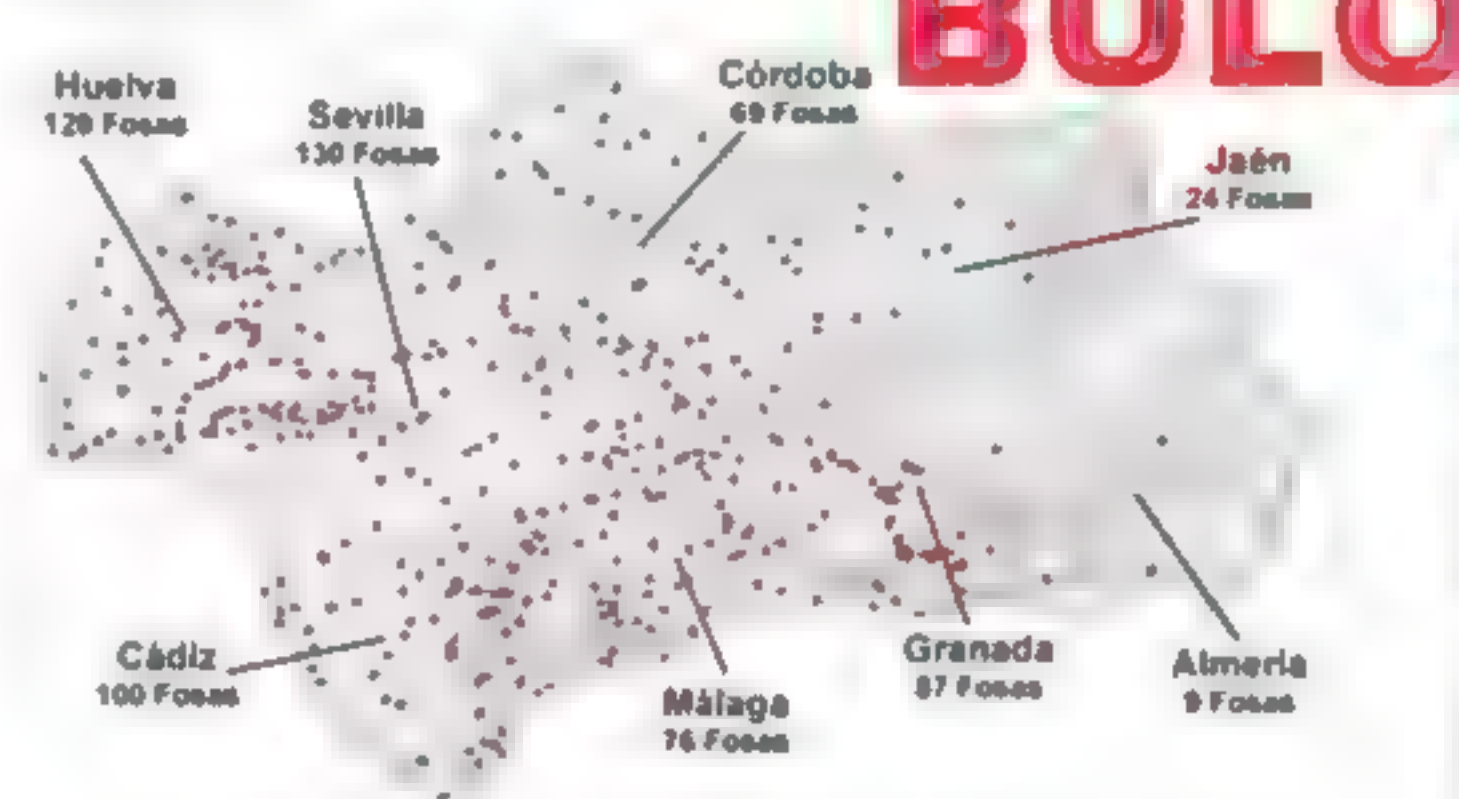 BULO
Huelva
120 Fosas
Sevilla
130 Fosas
Córdoba
69 Fosas
Jaén
24 Fosas
Cádiz
100 Fosas
Málaga
76 Fosas
Granada
87 Fosas
Almería
9 Fosas